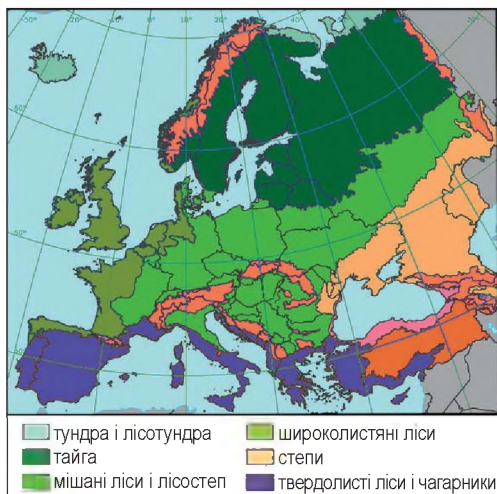 тундра і лісотундра
тайга
мішані ліси і лісостеп
широколистяні ліси
степи
твердолисті ліси і чагарники